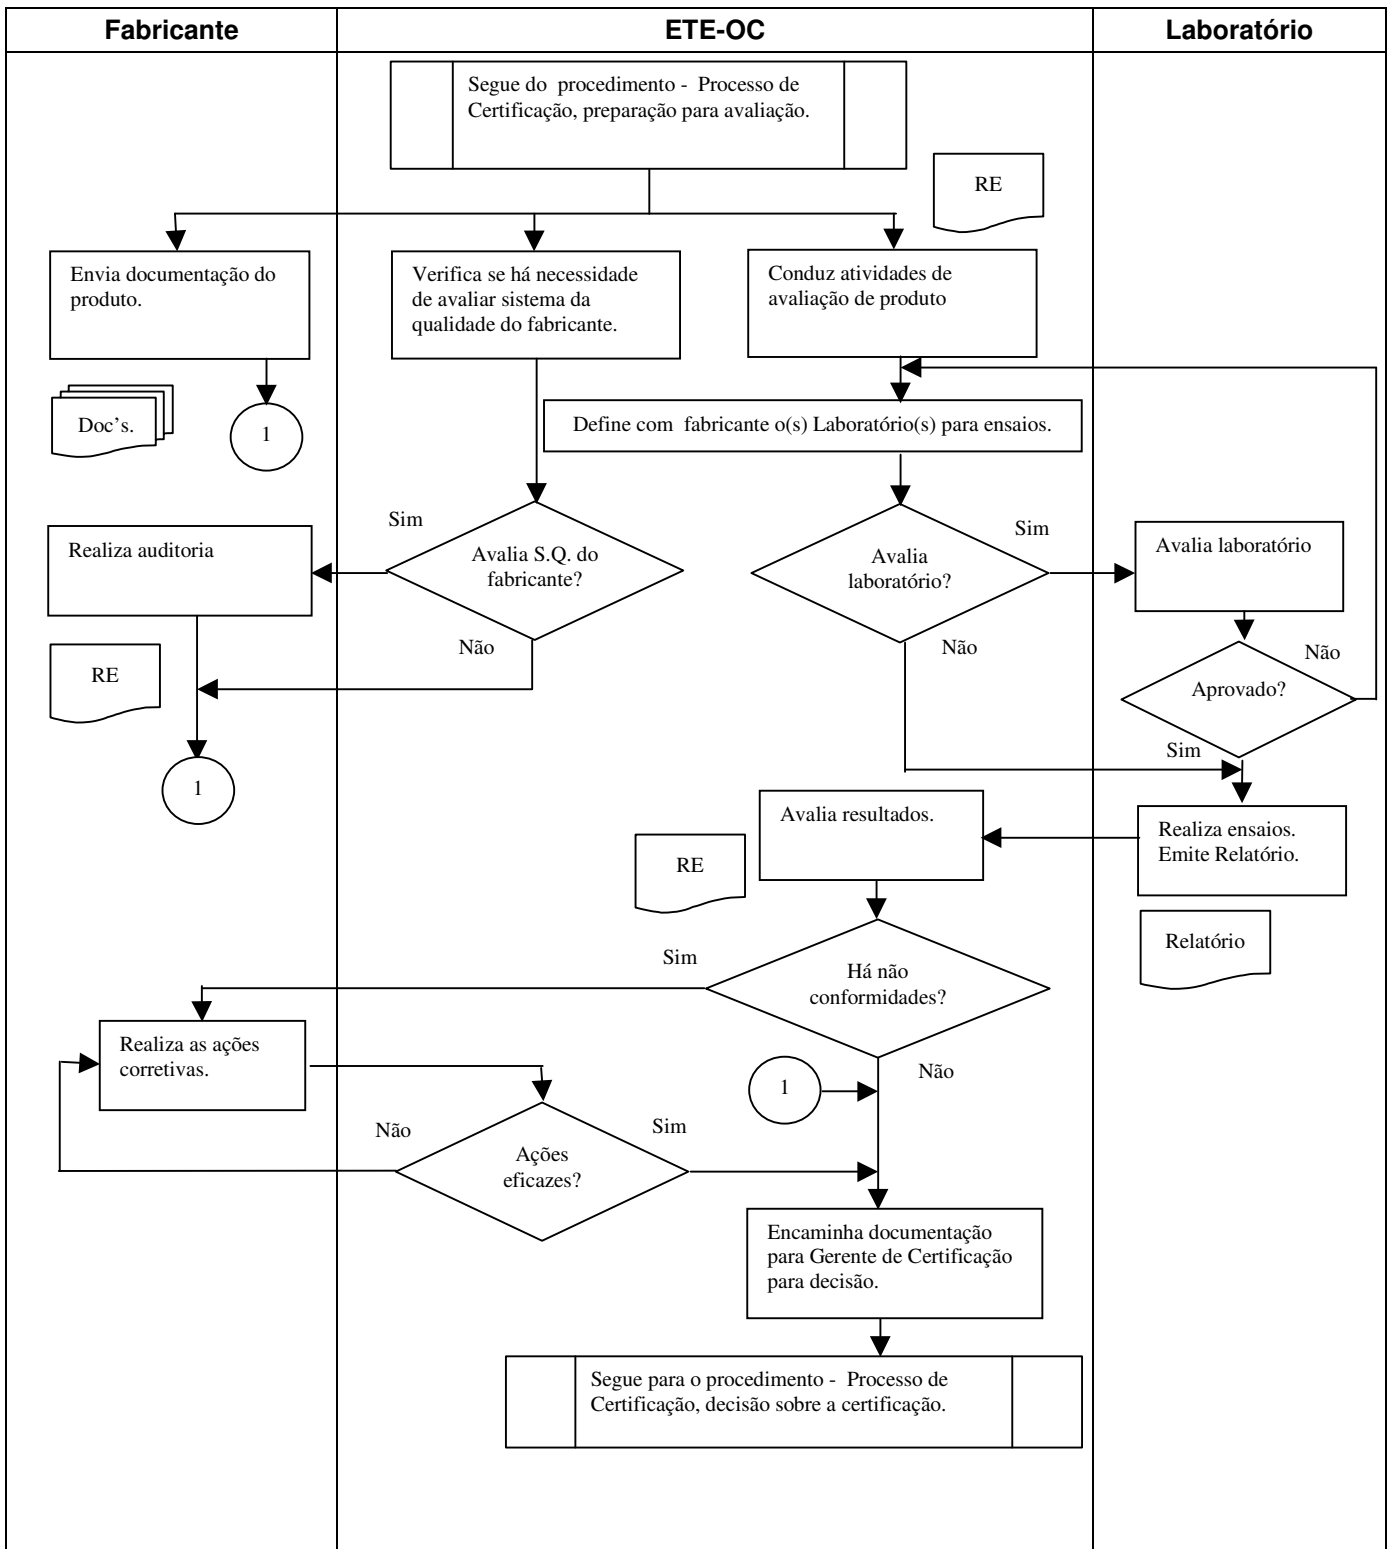 Fabricante
ETE-OC
Laboratório
Segue do procedimento - Processo de
Certificação, preparação para avaliação.
RE
Envia documentação do
produto.
Verifica se há necessidade
de avaliar sistema da
qualidade do fabricante.
Conduz atividades de
avaliação de produto
Doc’s.
1
Define com fabricante o(s) Laboratório(s) para ensaios.
Sim
Sim
Realiza auditoria
Avalia S.Q. do
fabricante?
Avalia
laboratório?
Avalia laboratório
Não
Não
Não
RE
Aprovado?
Sim
1
Avalia resultados.
Realiza ensaios.
Emite Relatório.
RE
Relatório
Sim
Há não
conformidades?
Realiza as ações
corretivas.
1
Não
Não
Sim
Ações
eficazes?
Encaminha documentação
para Gerente de Certificação
para decisão.
Segue para o procedimento - Processo de
Certificação, decisão sobre a certificação.